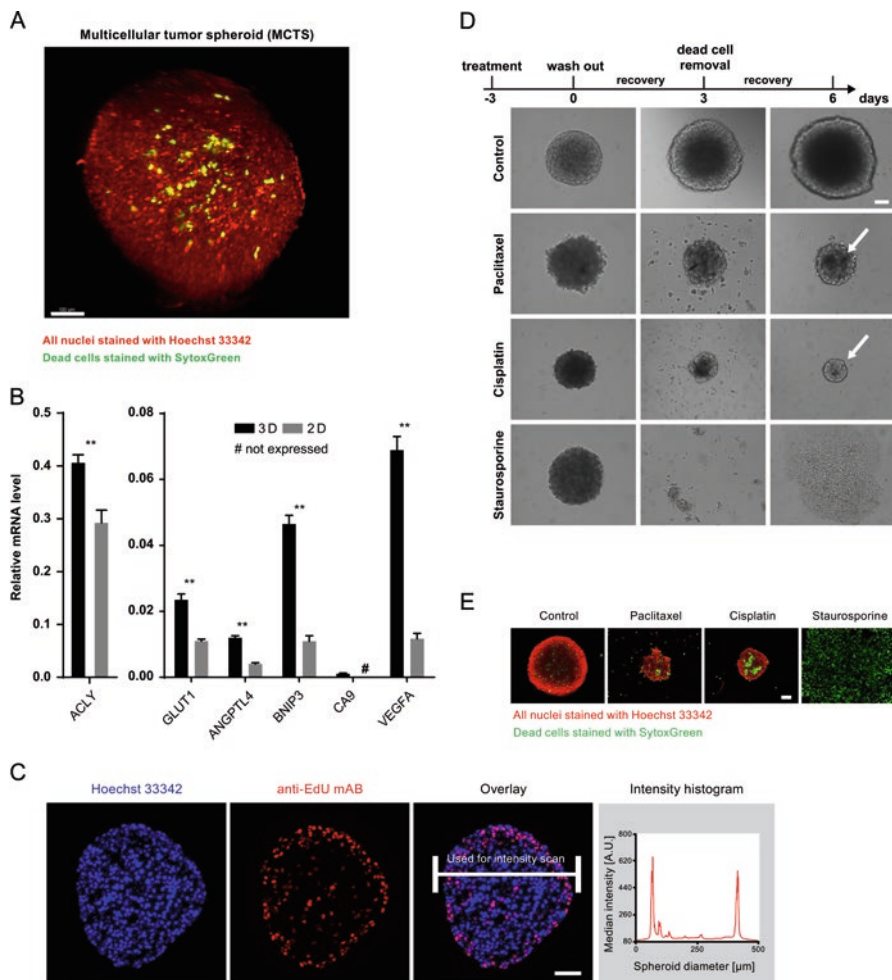 A
Multicellular tumor spheroid (MCTS)
100 µm
All nuclei stained with Hoechst 33342
Dead cells stained with SytoxGreen
B
Relative mRNA level
0.5
0.4
0.3
0.2
0.1
0.0
**
ACLY
0.08
0.06
0.04
0.02
0.00
3 D
2 D
# not expressed
**
**
**
#
**
GLUT1
ANGPTL4
BNIP3
CA9
VEGFA
C
Hoechst 33342
anti-EdU mAB
Overlay
Used for intensity scan
Intensity histogram
Median intensity [A.U.]
800
620
440
260
80
0
250
500
Spheroid diameter [µm]
D
treatment
wash out
dead cell
removal
recovery
recovery
-3
0
3
6
days
Control
Paclitaxel
Cisplatin
Staurosporine
E
Control
Paclitaxel
Cisplatin
Staurosporine
All nuclei stained with Hoechst 33342
Dead cells stained with SytoxGreen